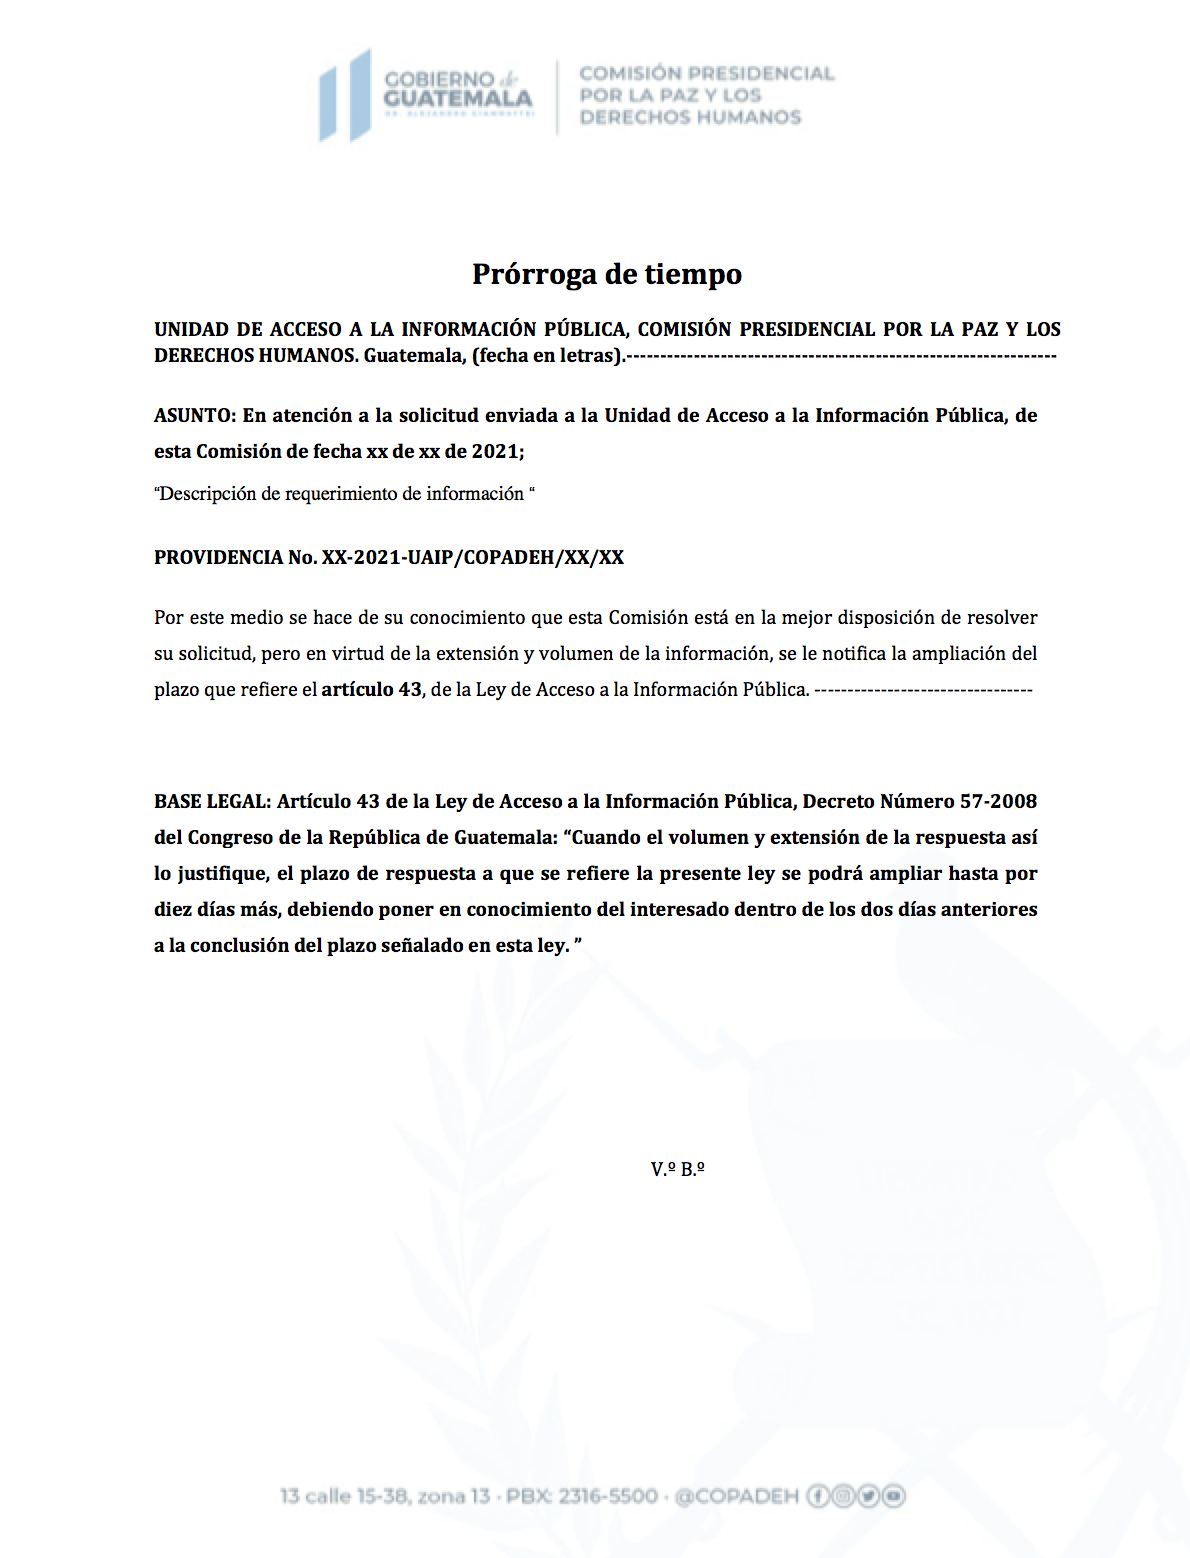 GOBIERNO de
GUATEMALA
DR. ALEJANDRO GIAMMATTEI
COMISIÓN PRESIDENCIAL
POR LA PAZ Y LOS
DERECHOS HUMANOS
Prórroga de tiempo
UNIDAD DE ACCESO A LA INFORMACIÓN PÚBLICA, COMISIÓN PRESIDENCIAL POR LA PAZ Y LOS
DERECHOS HUMANOS. Guatemala, (fecha en letras).-----------------------------------------------------------------
ASUNTO: En atención a la solicitud enviada a la Unidad de Acceso a la Información Pública, de
esta Comisión de fecha xx de xx de 2021;
“Descripción de requerimiento de información “
PROVIDENCIA No. XX-2021-UAIP/COPADEH/XX/XX
Por este medio se hace de su conocimiento que esta Comisión está en la mejor disposición de resolver
su solicitud, pero en virtud de la extensión y volumen de la información, se le notifica la ampliación del
plazo que refiere el artículo 43, de la Ley de Acceso a la Información Pública. ---------------------------------
BASE LEGAL: Artículo 43 de la Ley de Acceso a la Información Pública, Decreto Número 57-2008
del Congreso de la República de Guatemala: “Cuando el volumen y extensión de la respuesta así
lo justifique, el plazo de respuesta a que se refiere la presente ley se podrá ampliar hasta por
diez días más, debiendo poner en conocimiento del interesado dentro de los dos días anteriores
a la conclusión del plazo señalado en esta ley. ”
V.º B.º
13 calle 15-38, zona 13 · PBX: 2316-5500 · @COPADEH